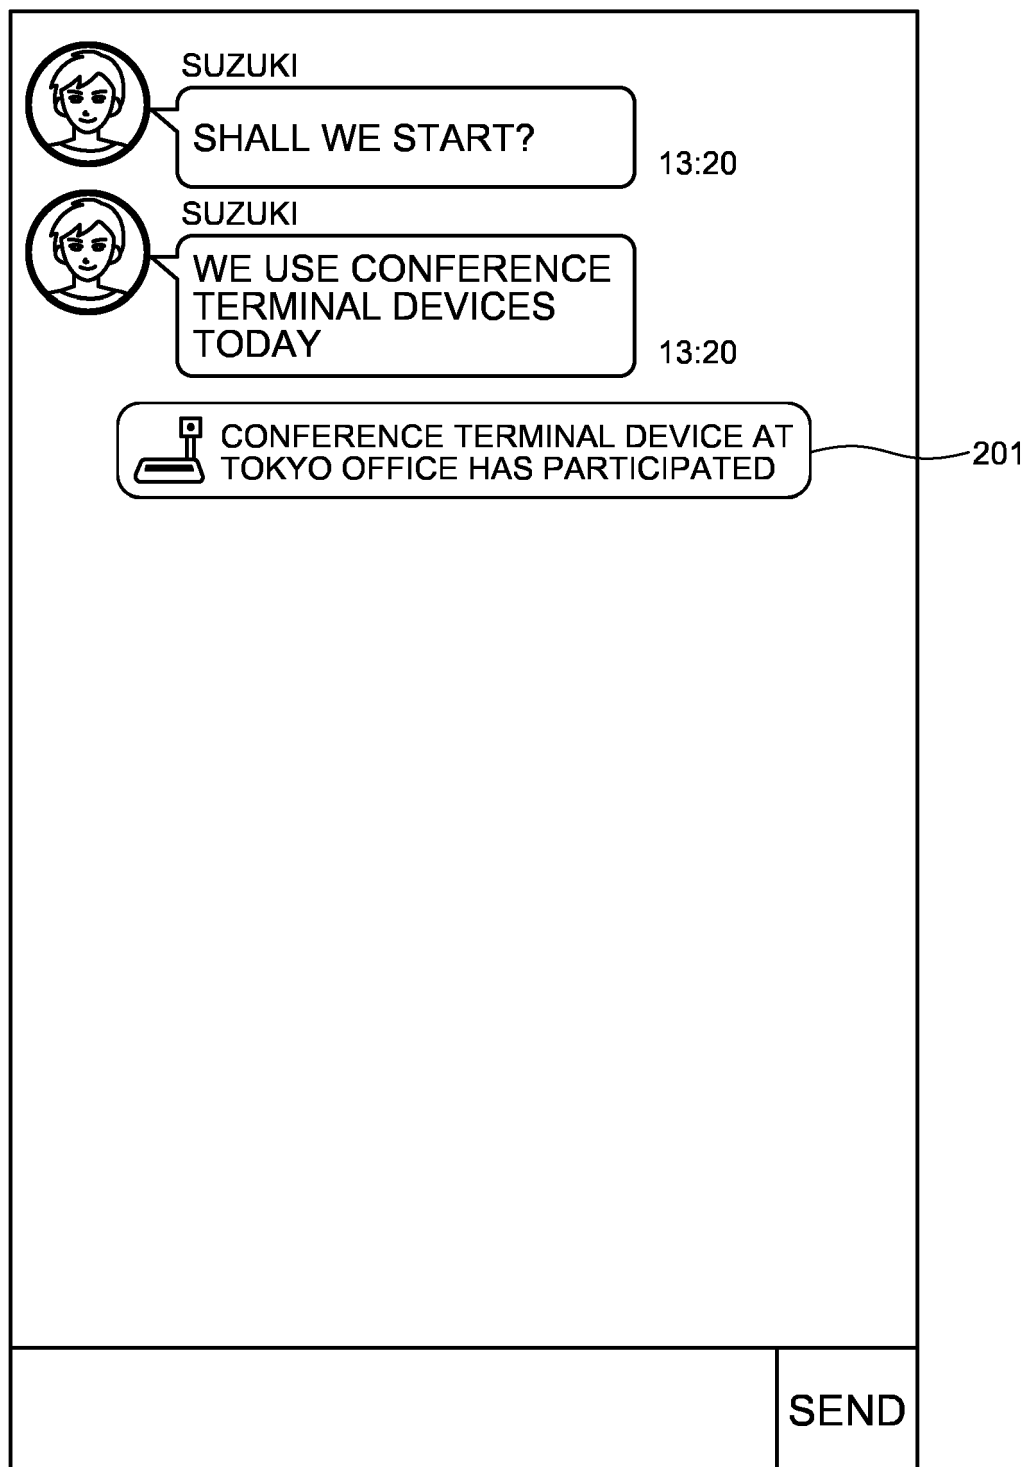 SUZUKI
SHALL WE START?
13:20
SUZUKI
WE USE CONFERENCE
TERMINAL DEVICES
TODAY
13:20
CONFERENCE TERMINAL DEVICE AT
TOKYO OFFICE HAS PARTICIPATED
201
SEND